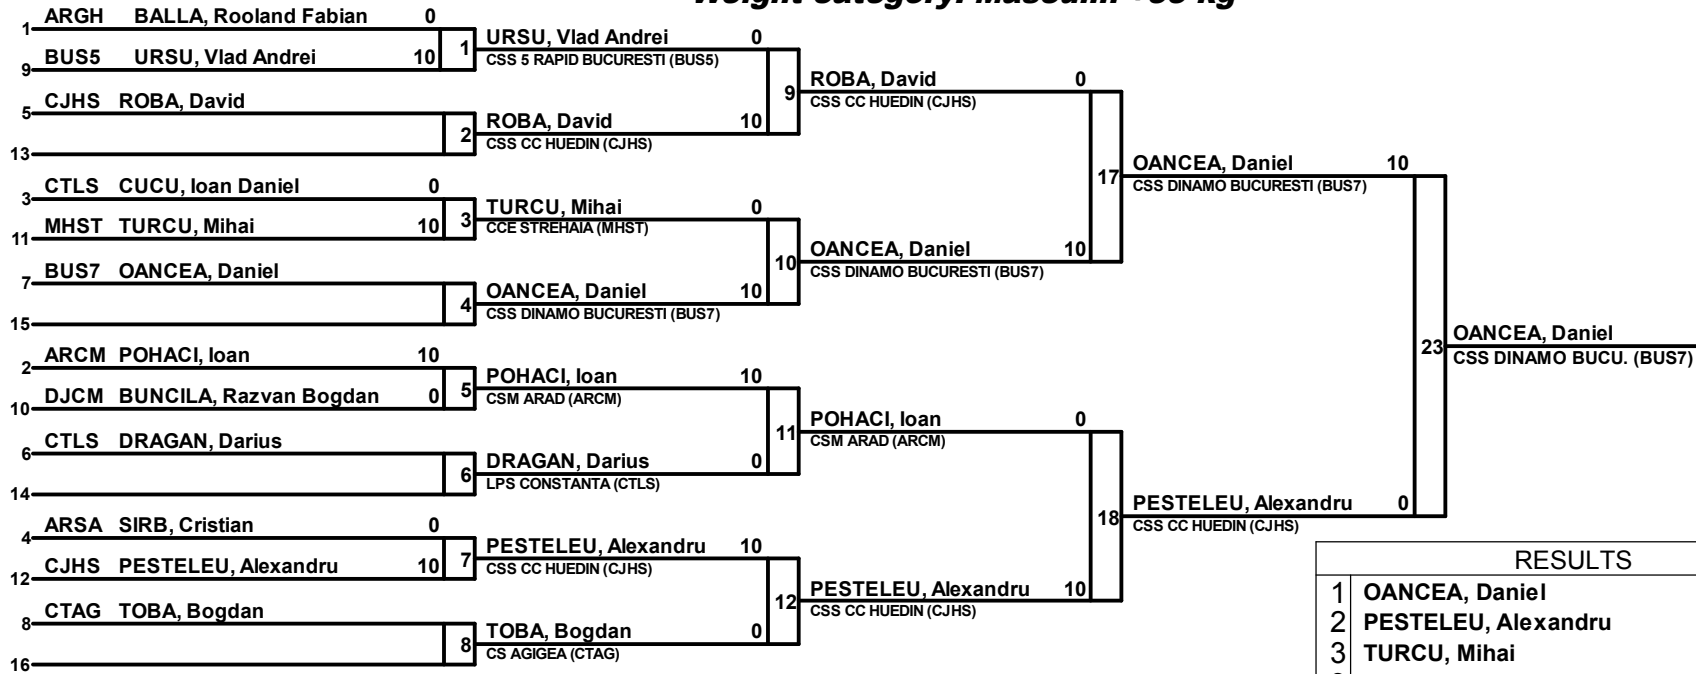 1 ARGH BALLA, Rooland Fabian 0
9 BUS5 URSU, Vlad Andrei 10
1
URSU, Vlad Andrei 0
CSS 5 RAPID BUCURESTI (BUS5)
5 CJHS ROBA, David
13
2
ROBA, David 10
CSS CC HUEDIN (CJHS)
9
ROBA, David 0
CSS CC HUEDIN (CJHS)
3 CTLS CUCU, Ioan Daniel 0
11 MHST TURCU, Mihai 10
3
TURCU, Mihai 0
CCE STREHAIA (MHST)
7 BUS7 OANCEA, Daniel
15
4
OANCEA, Daniel 10
CSS DINAMO BUCURESTI (BUS7)
10
OANCEA, Daniel 10
CSS DINAMO BUCURESTI (BUS7)
17
OANCEA, Daniel 10
CSS DINAMO BUCURESTI (BUS7)
2 ARCM POHACI, Ioan 10
10 DJCM BUNCILA, Razvan Bogdan 0
5
POHACI, Ioan 10
CSM ARAD (ARCM)
6 CTLS DRAGAN, Darius
14
6
DRAGAN, Darius 0
LPS CONSTANTA (CTLS)
11
POHACI, Ioan 0
CSM ARAD (ARCM)
4 ARSA SIRB, Cristian 0
12 CJHS PESTELEU, Alexandru 10
7
PESTELEU, Alexandru 10
CSS CC HUEDIN (CJHS)
8 CTAG TOBA, Bogdan
16
8
TOBA, Bogdan 0
CS AGIGEA (CTAG)
12
PESTELEU, Alexandru 10
CSS CC HUEDIN (CJHS)
18
PESTELEU, Alexandru 0
CSS CC HUEDIN (CJHS)
23
OANCEA, Daniel
CSS DINAMO BUCU. (BUS7)
RESULTS
1 OANCEA, Daniel
2 PESTELEU, Alexandru
3 TURCU, Mihai